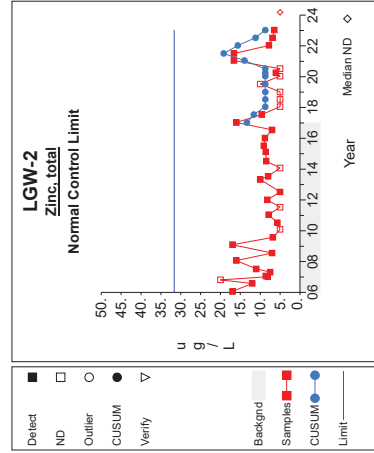 LGW-2
Zinc, total
Normal Control Limit
50.
45.
40.
35.
30.
25.
20.
15.
10.
5.
0.
u g/ L
06 08 10 12 14 16 18 20 22 24
Year
Median ND
Detect
ND
Outlier
CUSUM
Verify
Backgnd
Samples
CUSUM
Limit